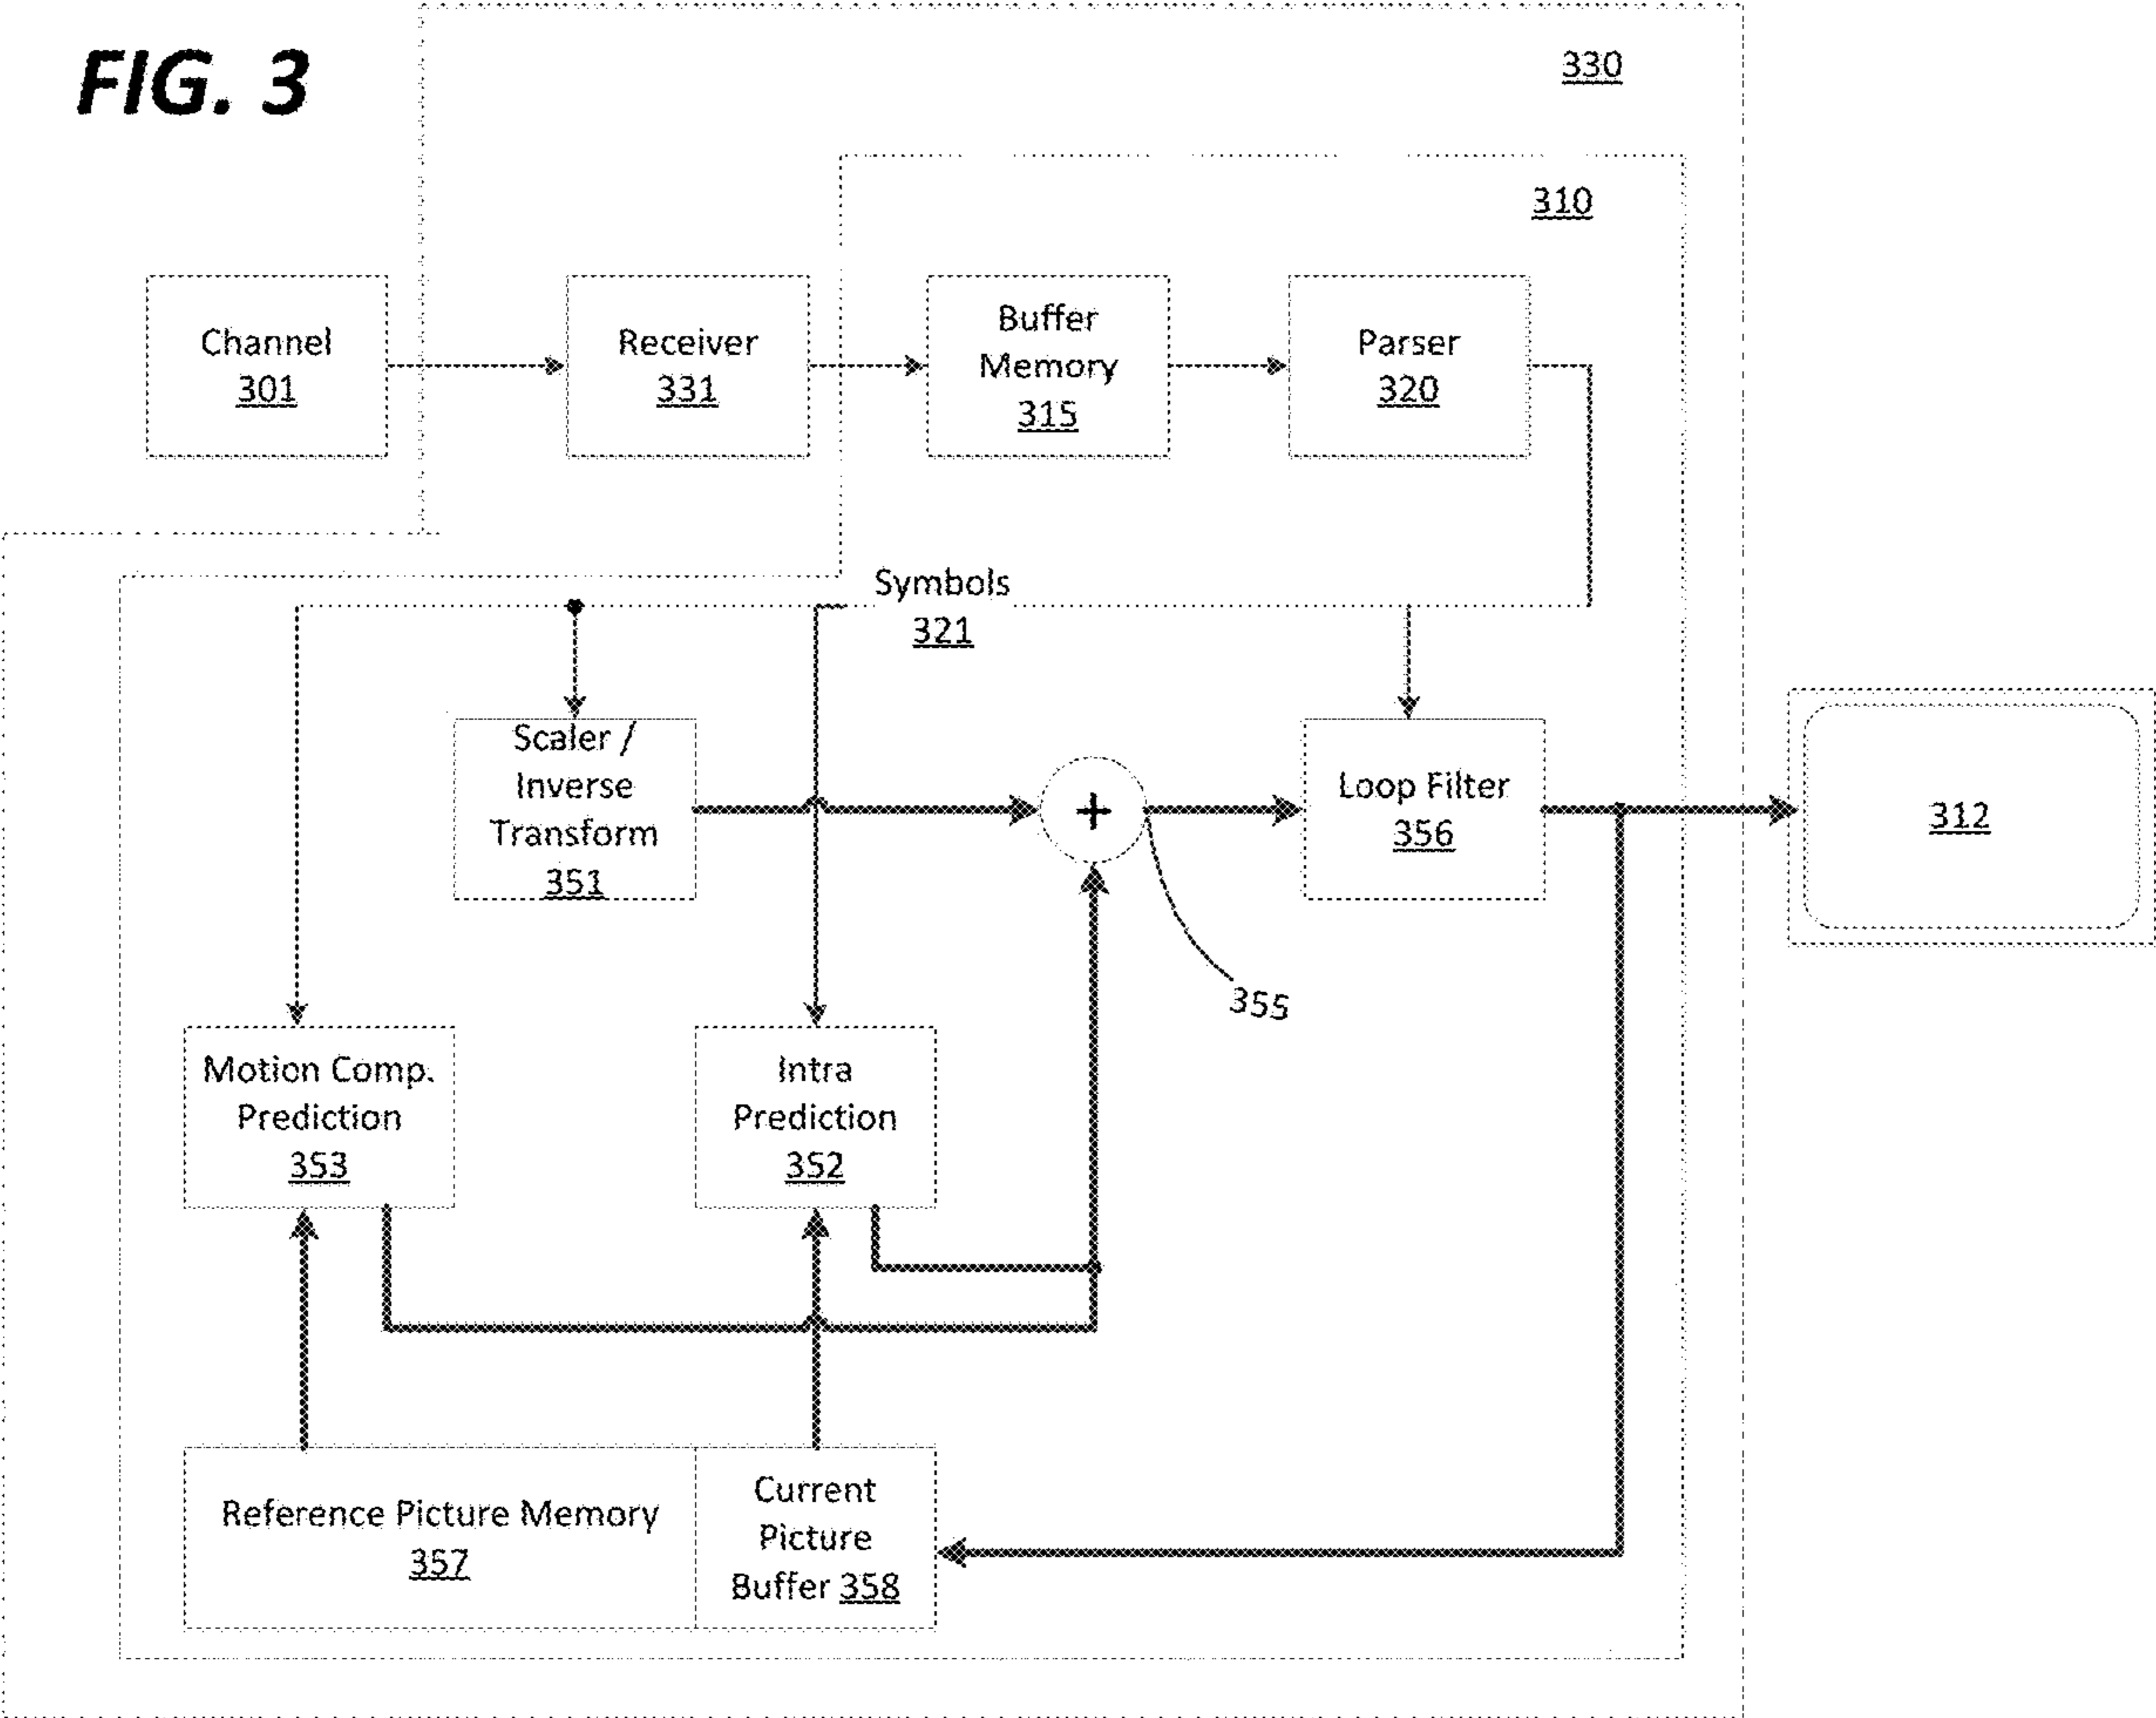 FIG. 3
330
310
Channel
301
Receiver
331
Buffer
Memory
315
Parser
320
Symbols
321
Scaler /
Inverse
Transform
351
+
Loop Filter
356
312
355
Motion Comp.
Prediction
353
Intra
Prediction
352
Reference Picture Memory
357
Current
Picture
Buffer 358